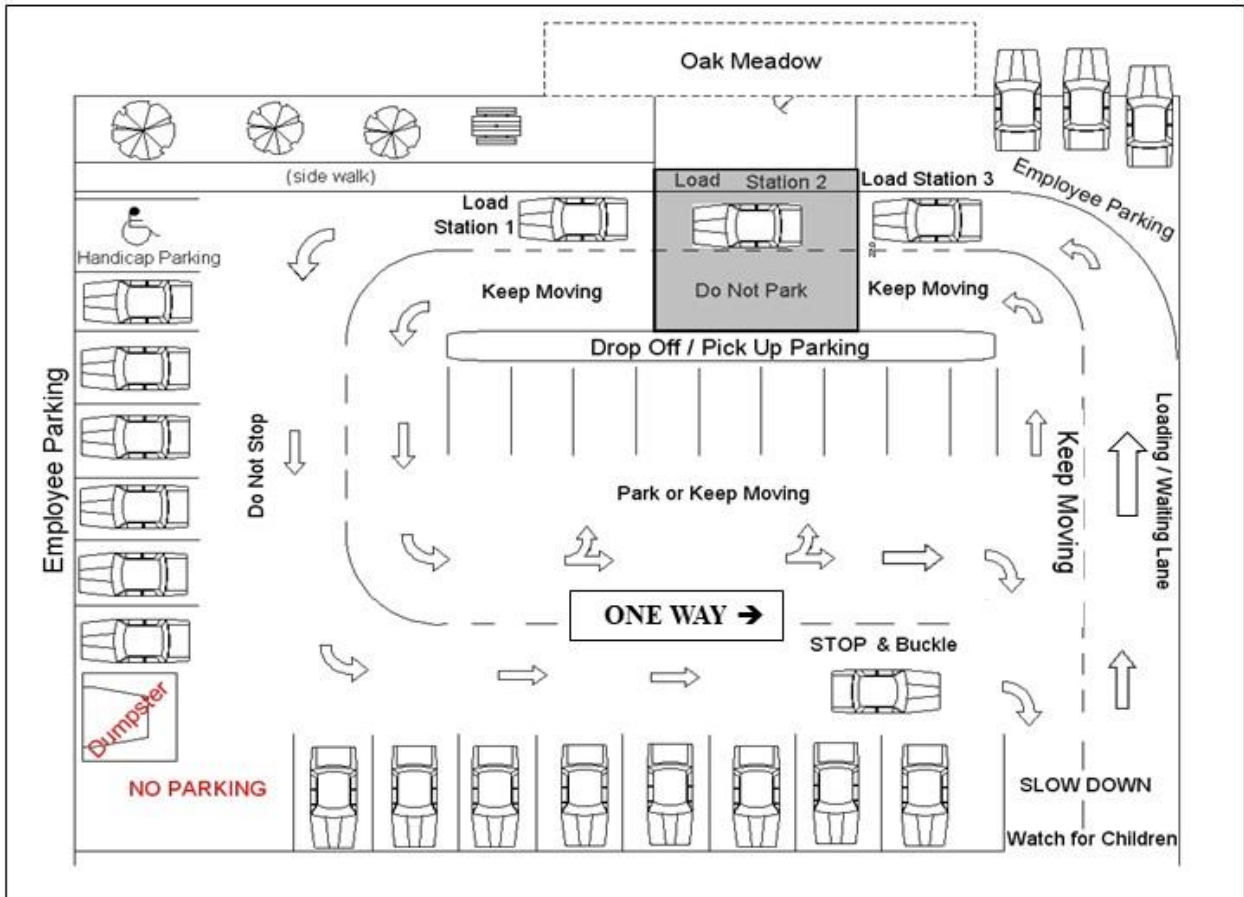 Oak Meadow
(side walk)
Load Station 2
Load Station 3
Load
Station 1
Employee Parking
Handicap Parking
Keep Moving
Do Not Park
Keep Moving
Drop Off / Pick Up Parking
Employee Parking
Do Not Stop
Park or Keep Moving
Keep Moving
Loading / Waiting Lane
ONE WAY →
STOP & Buckle
Dumpster
NO PARKING
SLOW DOWN
Watch for Children